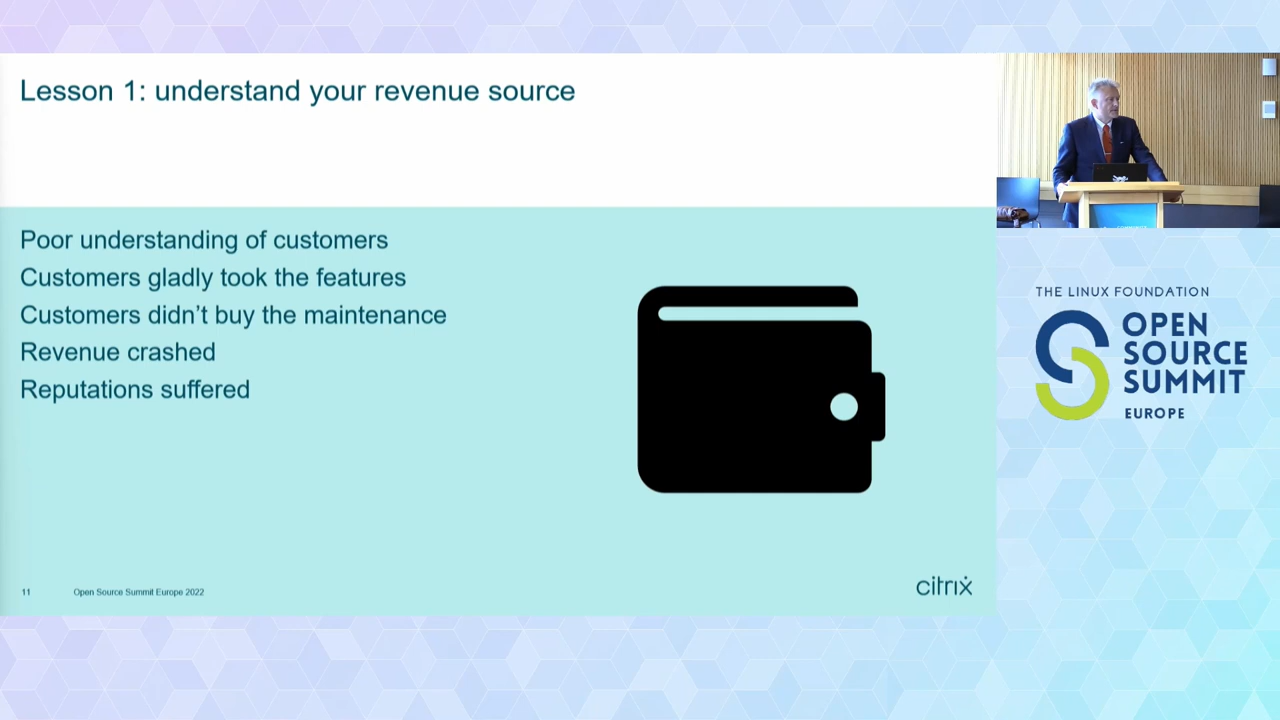 Lesson 1: understand your revenue source
Poor understanding of customers
Customers gladly took the features
Customers didn't buy the maintenance
Revenue crashed
Reputations suffered
11
Open Source Summit Europe 2022
citrix
THE LINUX FOUNDATION
OPEN
SOURCE
SUMMIT
EUROPE